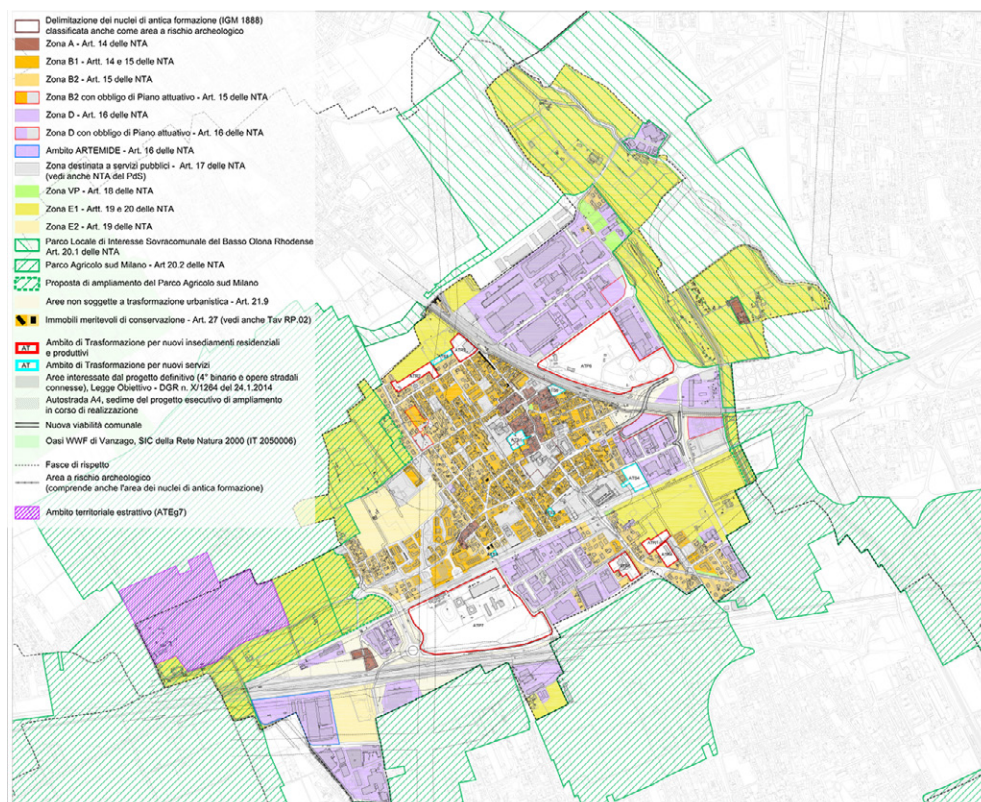 Delimitazione dei nuclei di antica formazione (IGM 1888)
classificata anche come area a rischio archeologico
Zona A - Art. 14 delle NTA
Zona B1 - Artt. 14 e 15 delle NTA
Zona B2 - Art. 15 delle NTA
Zona B2 con obbligo di Piano attuativo - Art. 15 delle NTA
Zona D - Art. 16 delle NTA
Zona D con obbligo di Piano attuativo - Art. 16 delle NTA
Ambito ARTEMIDE - Art. 16 delle NTA
Zona destinata a servizi pubblici - Art. 17 delle NTA
(vedi anche NTA del PdS)
Zona VP - Art. 18 delle NTA
Zona E1 - Artt. 19 e 20 delle NTA
Zona E2 - Art. 19 delle NTA
Parco Locale di Interesse Sovracomunale del Basso Olona Rhodense
Art. 20.1 delle NTA
Parco Agricolo sud Milano - Art 20.2 delle NTA
Proposta di ampliamento del Parco Agricolo sud Milano
Aree non soggette a trasformazione urbanistica - Art. 21.9
Immobili meritevoli di conservazione - Art. 27 (vedi anche Tav RP.02)
AT Ambito di Trasformazione per nuovi insediamenti residenziali
e produttivi
AT Ambito di Trasformazione per nuovi servizi
Aree interessate dal progetto definitivo (4° binario e opere stradali
connesse), Legge Obiettivo - DGR n. X/1264 del 24.1.2014
Autostrada A4, sedime del progetto esecutivo di ampliamento
in corso di realizzazione
Nuova viabilità comunale
Oasi WWF di Vanzago, SIC della Rete Natura 2000 (IT 2050006)
Fasce di rispetto
Area a rischio archeologico
(comprende anche l'area dei nuclei di antica formazione)
Ambito territoriale estrattivo (ATEg7)
ATS4